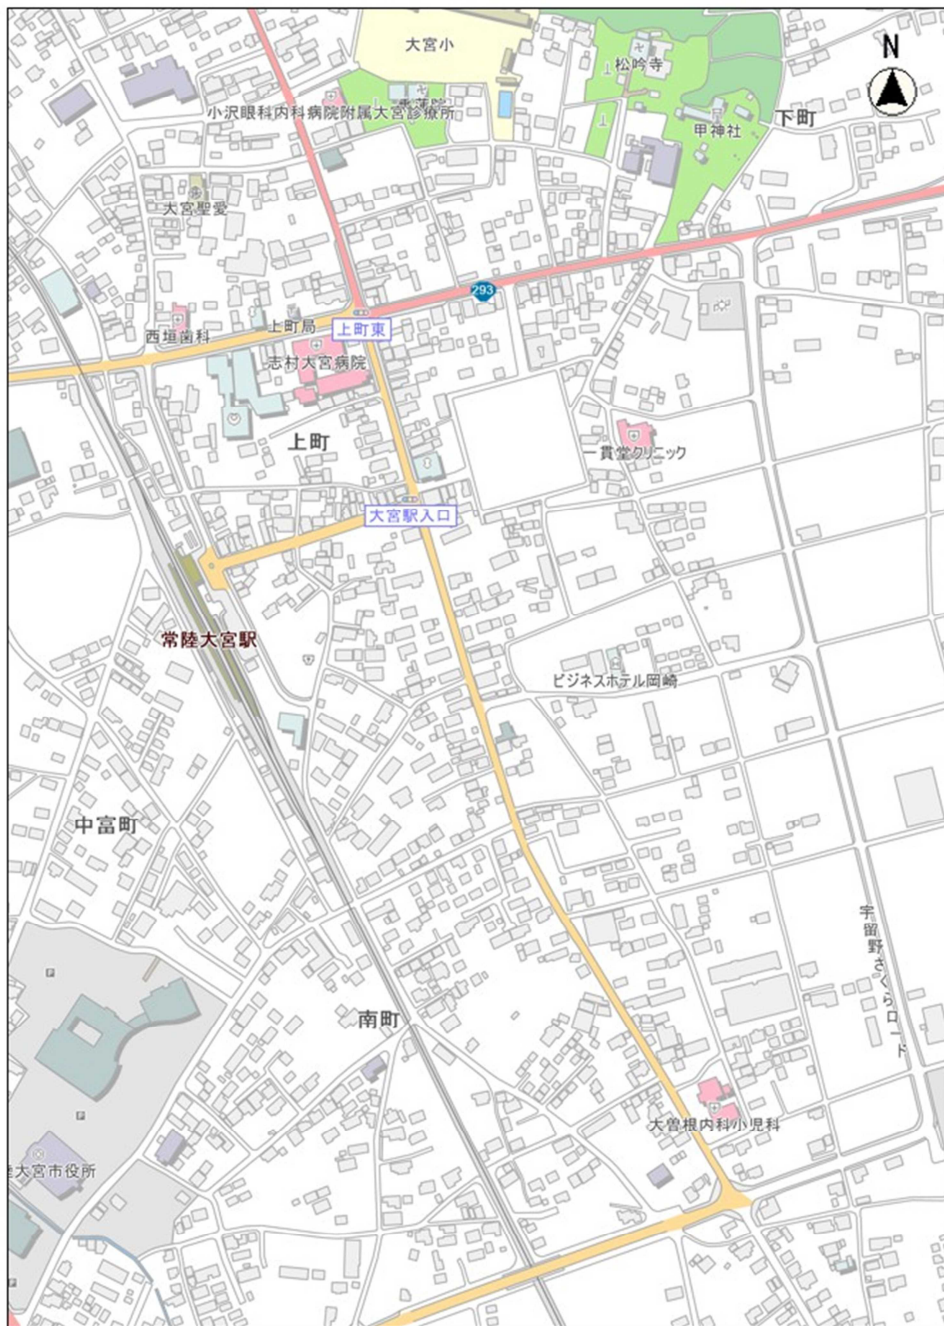 大宮小
N
松吟寺
小沢眼科内科病院附属大宮診療所
甲神社
下町
大宮聖愛
293
上町東
上町局
西垣歯科
志村大宮病院
上町
一貫堂クリニック
大宮駅入口
常陸大宮駅
ビジネスホテル岡崎
中富町
宇留野さくらロード
南町
大曽根内科小児科
陸大宮市役所
P
P
P